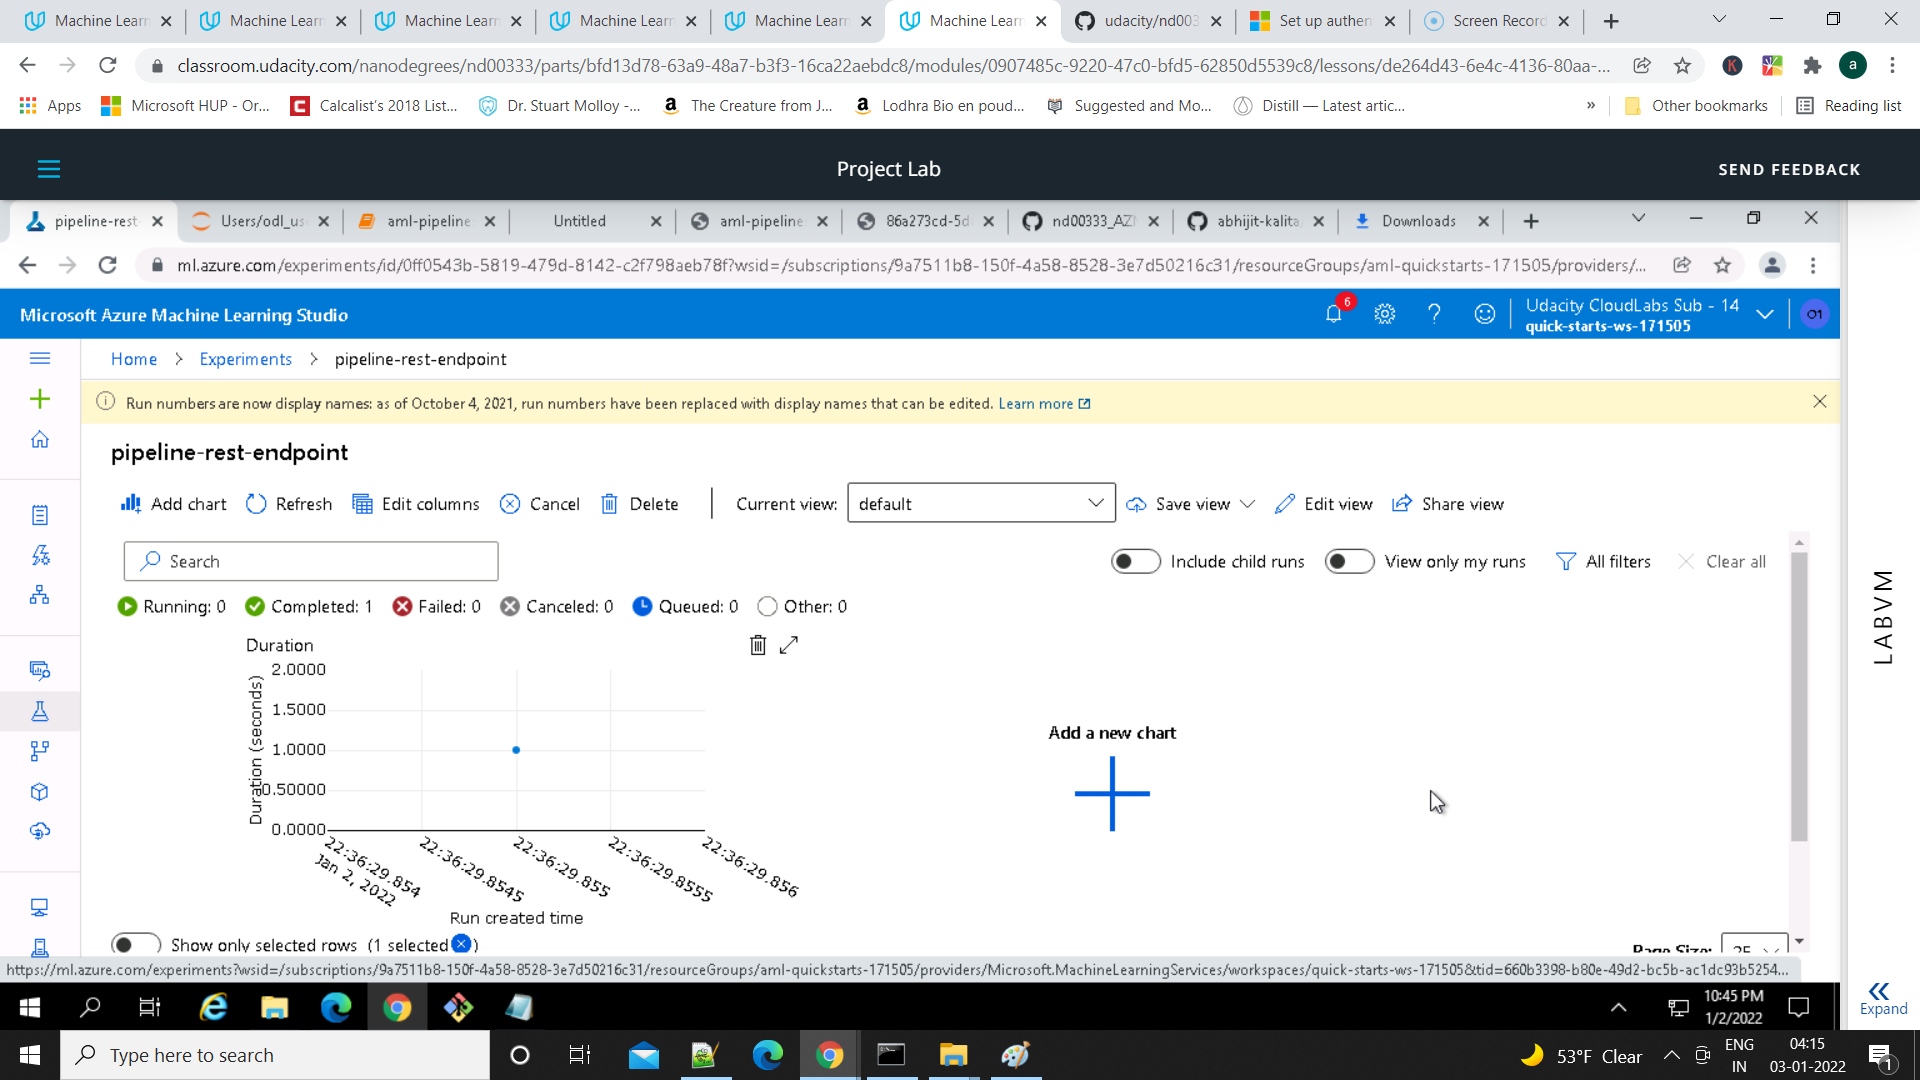 Machine Learn
Machine Learn
Machine Learn
Machine Learn
Machine Learn
Machine Learn
udacity/nd003
Set up authen
Screen Record
classroom.udacity.com/nanodegrees/nd00333/parts/bfd13d78-63a9-48a7-b3f3-16ca22aebdc8/modules/0907485c-9220-47c0-bfd5-62850d5539c8/lessons/de264d43-6e4c-4136-80aa-...
K
a
Apps
Microsoft HUP - Or...
Calcalist's 2018 List...
Dr. Stuart Molloy -...
The Creature from J...
Lodhra Bio en poud...
Suggested and Mo...
Distill — Latest artic...
»
Other bookmarks
Reading list
Project Lab
SEND FEEDBACK
pipeline-rest-
Users/odl_us
aml-pipeline
Untitled
aml-pipeline
86a273cd-5d
nd00333_AZM
abhijit-kalita
Downloads
ml.azure.com/experiments/id/0ff0543b-5819-479d-8142-c2f798aeb78f?wsid=/subscriptions/9a7511b8-150f-4a58-8528-3e7d50216c31/resourceGroups/aml-quickstarts-171505/providers/...
Microsoft Azure Machine Learning Studio
6
Udacity CloudLabs Sub - 14
quick-starts-ws-171505
O1
Home > Experiments > pipeline-rest-endpoint
Run numbers are now display names: as of October 4, 2021, run numbers have been replaced with display names that can be edited. Learn more
pipeline-rest-endpoint
Add chart
Refresh
Edit columns
Cancel
Delete
Current view:
default
Save view
Edit view
Share view
Search
Include child runs
View only my runs
All filters
Clear all
Running: 0
Completed: 1
Failed: 0
Canceled: 0
Queued: 0
Other: 0
Duration
Duration (seconds)
2.0000
1.5000
1.0000
0.50000
0.0000
22:36:29.854
Jan 2, 2022
22:36:29.8545
22:36:29.855
22:36:29.8555
22:36:29.856
Run created time
Add a new chart
Show only selected rows (1 selected )
Page Size:
25
LABVM
Expand
https://ml.azure.com/experiments?wsid=/subscriptions/9a7511b8-150f-4a58-8528-3e7d50216c31/resourceGroups/aml-quickstarts-171505/providers/Microsoft.MachineLearningServices/workspaces/quick-starts-ws-171505&tid=660b3398-b80e-49d2-bc5b-ac1dc93b5254...
10:45 PM
1/2/2022
Type here to search
53°F Clear
ENG
IN
04:15
03-01-2022
1